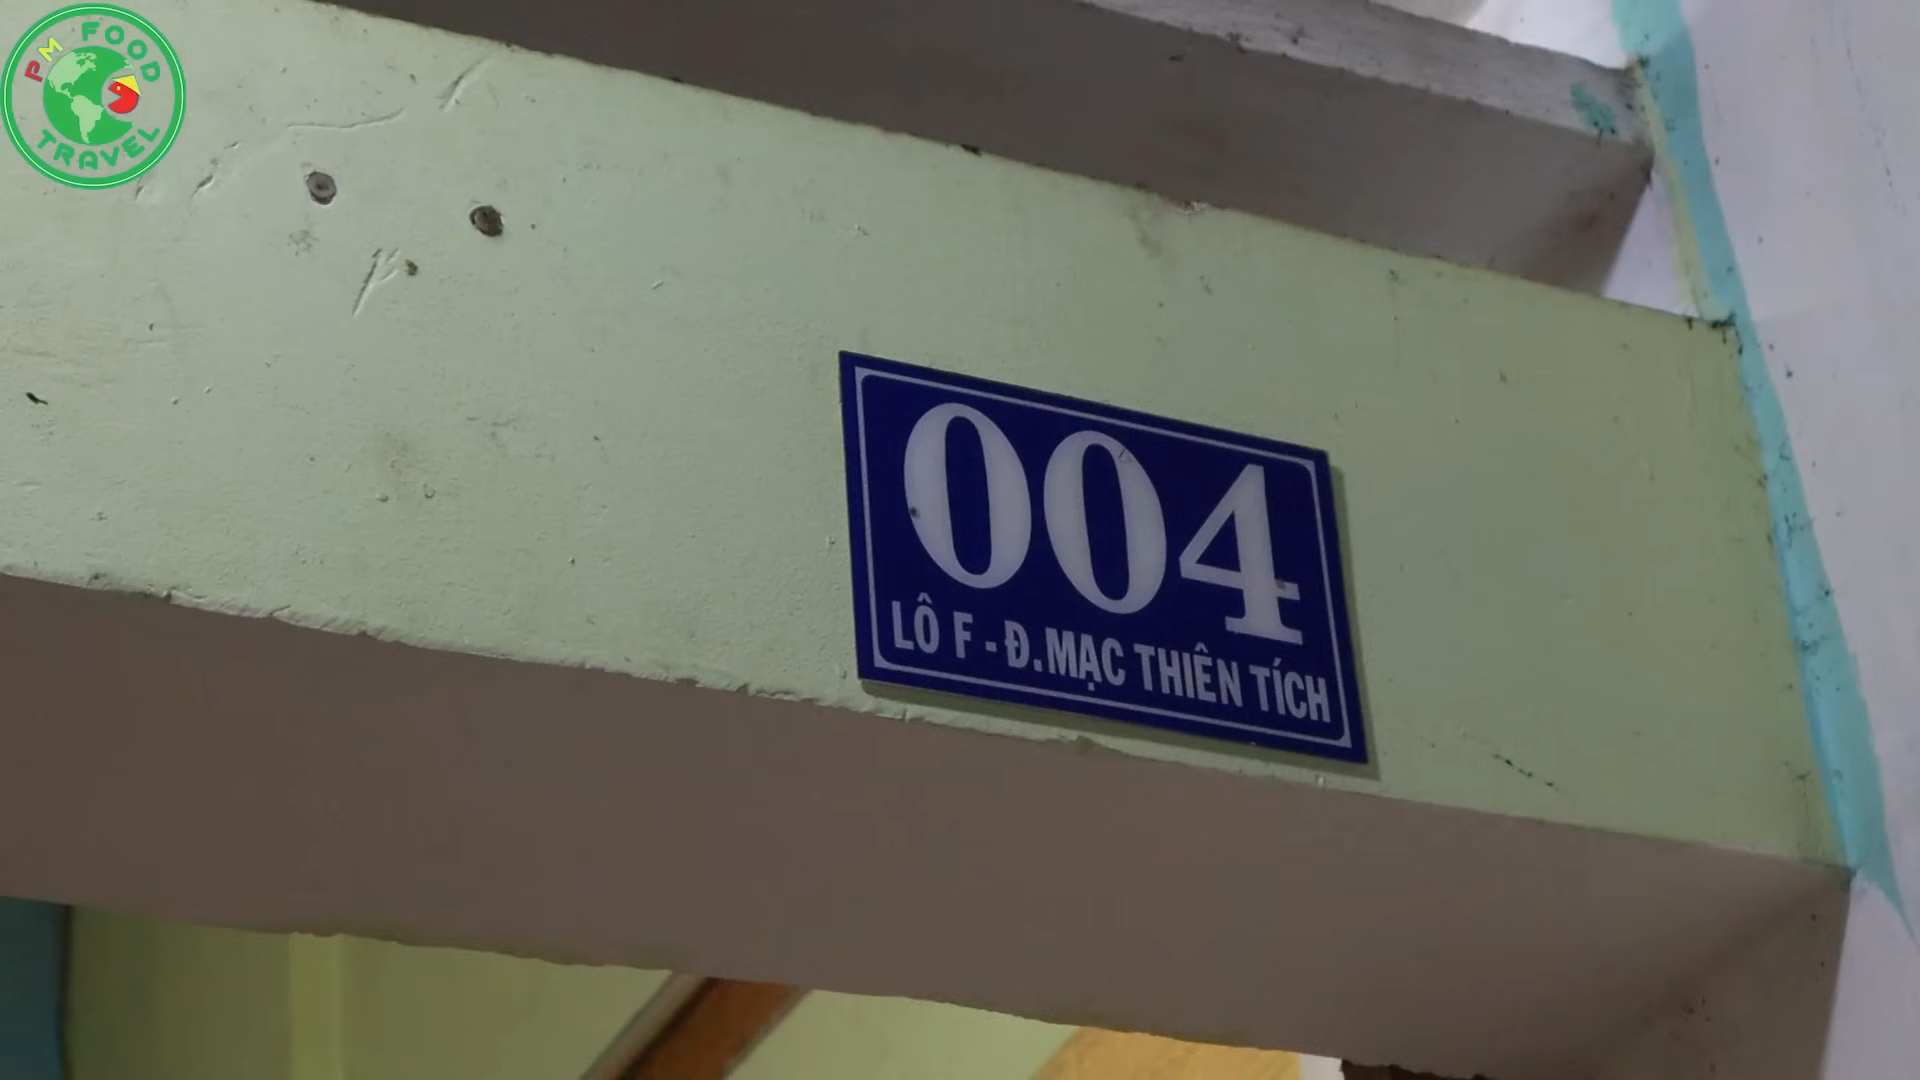 PM FOOD
TRAVEL
004
LÔ F - Đ.MẠC THIÊN TÍCH